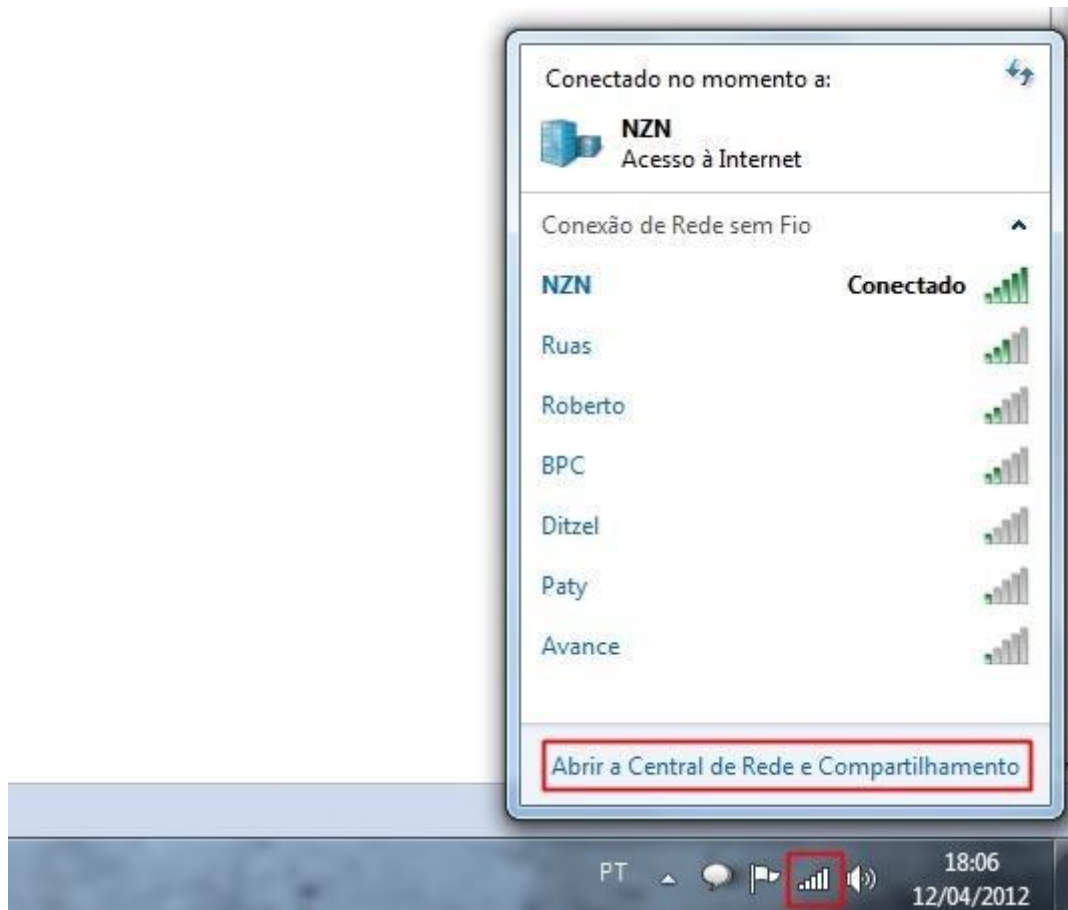 Conectado no momento a:
NZN
Acesso à Internet
Conexão de Rede sem Fio
NZN Conectado
Ruas
Roberto
BPC
Ditzel
Paty
Avance
Abrir a Central de Rede e Compartilhamento
PT 18:06
12/04/2012